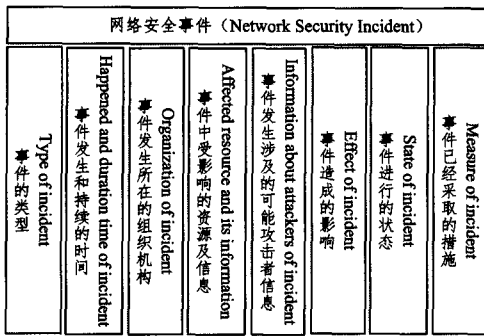 网络安全事件（Network Security Incident）
Type of incident
事件的类型
Happened and duration time of incident
事件发生和持续的时间
Organization of incident
事件发生所在的组织机构
Affected resource and its information
事件中受影响的资源及信息
Information about attackers of incident
事件发生涉及的可能攻击者信息
Effect of incident
事件造成的影响
State of incident
事件进行的状态
Measure of incident
事件已经采取的措施